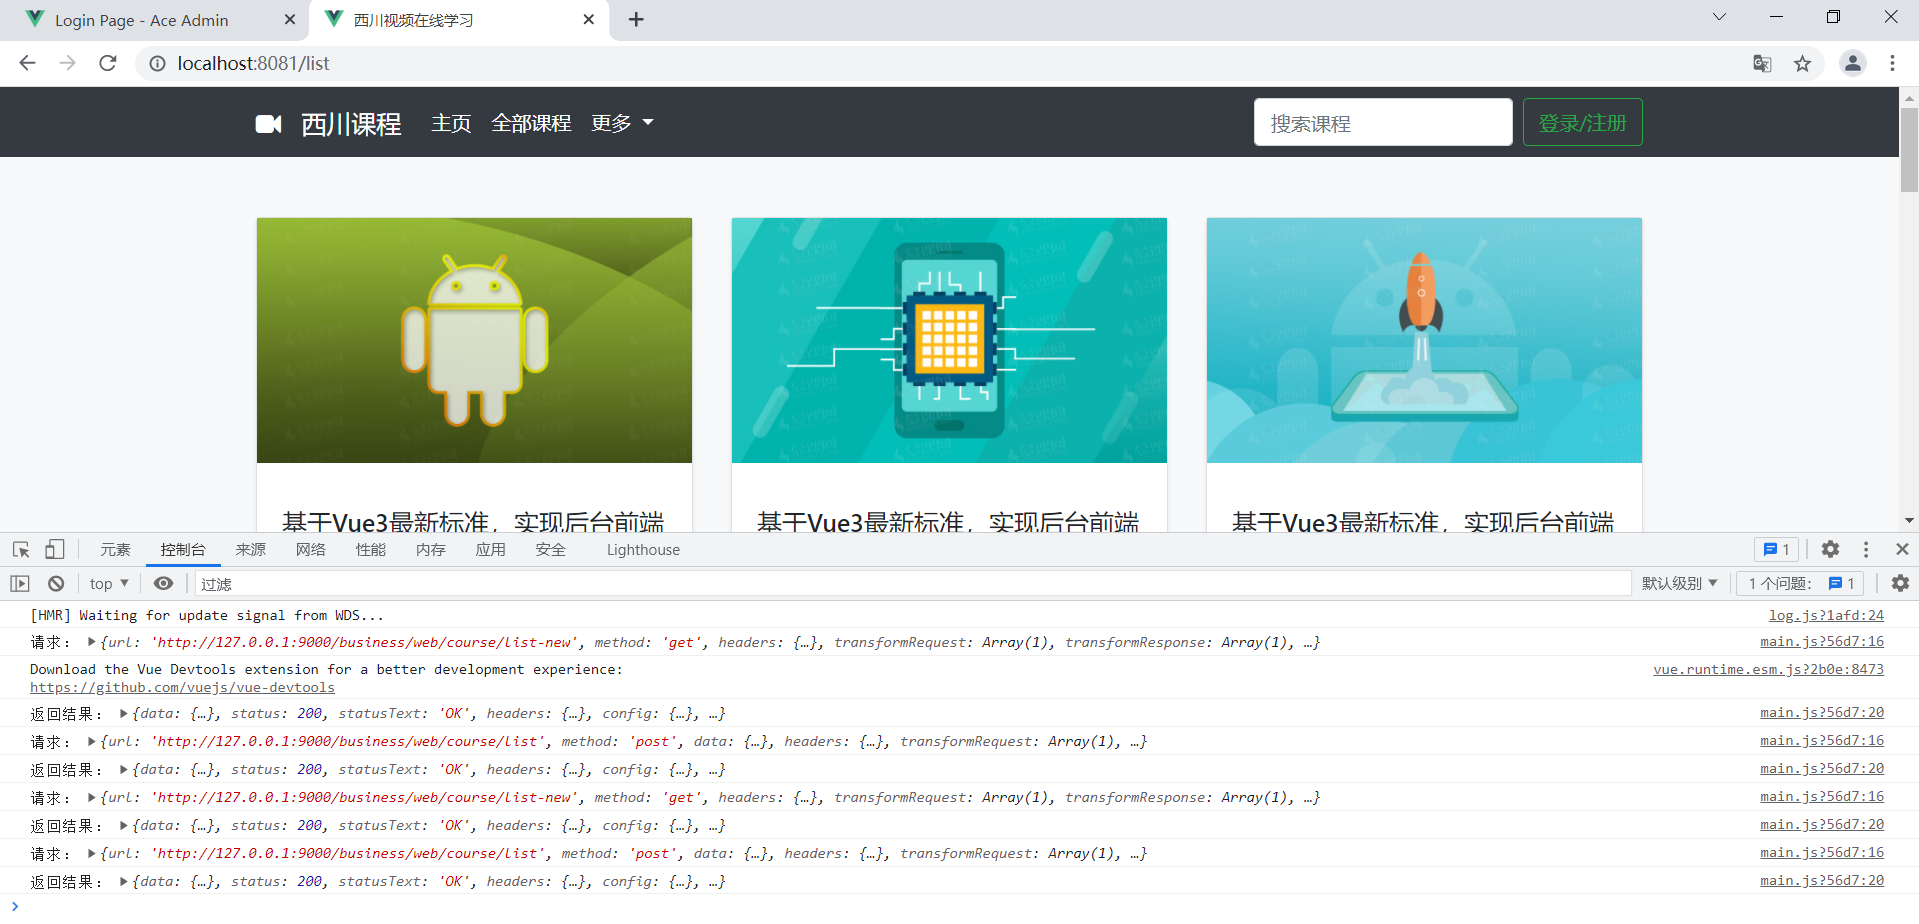 Login Page - Ace Admin
西川视频在线学习
localhost:8081/list
西川课程
主页
全部课程
更多
搜索课程
登录/注册
基于Vue3最新标准，实现后台前端
基于Vue3最新标准，实现后台前端
基于Vue3最新标准，实现后台前端
元素
控制台
来源
网络
性能
内存
应用
安全
Lighthouse
1
top
过滤
默认级别
1 个问题： 1
[HMR] Waiting for update signal from WDS... log.js?1afd:24
请求： {url: 'http://127.0.0.1:9000/business/web/course/list-new', method: 'get', headers: {…}, transformRequest: Array(1), transformResponse: Array(1), …} main.js?56d7:16
Download the Vue Devtools extension for a better development experience: vue.runtime.esm.js?2b0e:8473
https://github.com/vuejs/vue-devtools
返回结果： {data: {…}, status: 200, statusText: 'OK', headers: {…}, config: {…}, …} main.js?56d7:20
请求： {url: 'http://127.0.0.1:9000/business/web/course/list', method: 'post', data: {…}, headers: {…}, transformRequest: Array(1), …} main.js?56d7:16
返回结果： {data: {…}, status: 200, statusText: 'OK', headers: {…}, config: {…}, …} main.js?56d7:20
请求： {url: 'http://127.0.0.1:9000/business/web/course/list-new', method: 'get', headers: {…}, transformRequest: Array(1), transformResponse: Array(1), …} main.js?56d7:16
返回结果： {data: {…}, status: 200, statusText: 'OK', headers: {…}, config: {…}, …} main.js?56d7:20
请求： {url: 'http://127.0.0.1:9000/business/web/course/list', method: 'post', data: {…}, headers: {…}, transformRequest: Array(1), …} main.js?56d7:16
返回结果： {data: {…}, status: 200, statusText: 'OK', headers: {…}, config: {…}, …} main.js?56d7:20